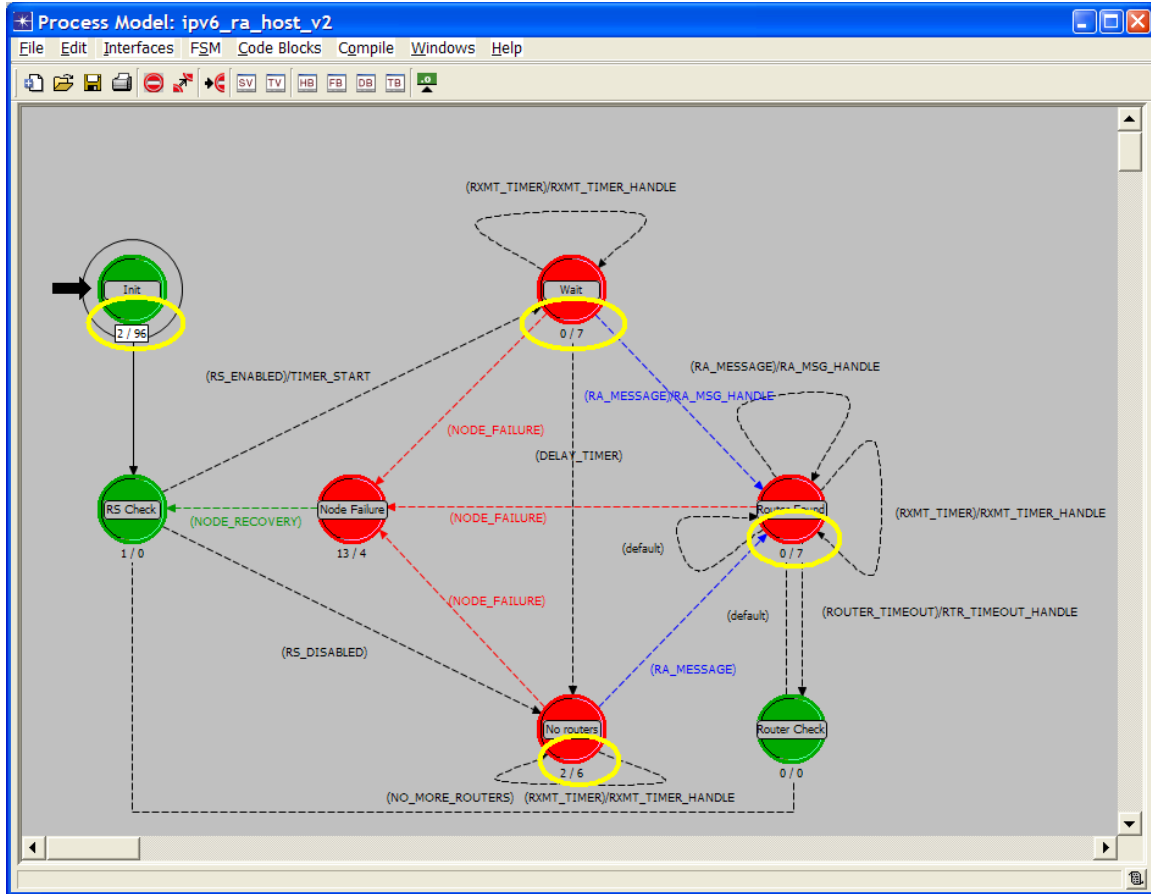 Process Model: ipv6_ra_host_v2
File Edit Interfaces FSM Code Blocks Compile Windows Help
SV TV HB FB DB TB .0
(RXMT_TIMER)/RXMT_TIMER_HANDLE
Init
2 / 96
Wait
0 / 7
(RS_ENABLED)/TIMER_START
(RA_MESSAGE)/RA_MSG_HANDLE
(RA_MESSAGE)/RA_MSG_HANDLE
(NODE_FAILURE)
(DELAY_TIMER)
RS Check
1 / 0
(NODE_RECOVERY)
Node Failure
13 / 4
(NODE_FAILURE)
Router Found
0 / 7
(RXMT_TIMER)/RXMT_TIMER_HANDLE
(default)
(NODE_FAILURE)
(default)
(ROUTER_TIMEOUT)/RTR_TIMEOUT_HANDLE
(RS_DISABLED)
(RA_MESSAGE)
No routers
2 / 6
Router Check
0 / 0
(NO_MORE_ROUTERS) (RXMT_TIMER)/RXMT_TIMER_HANDLE